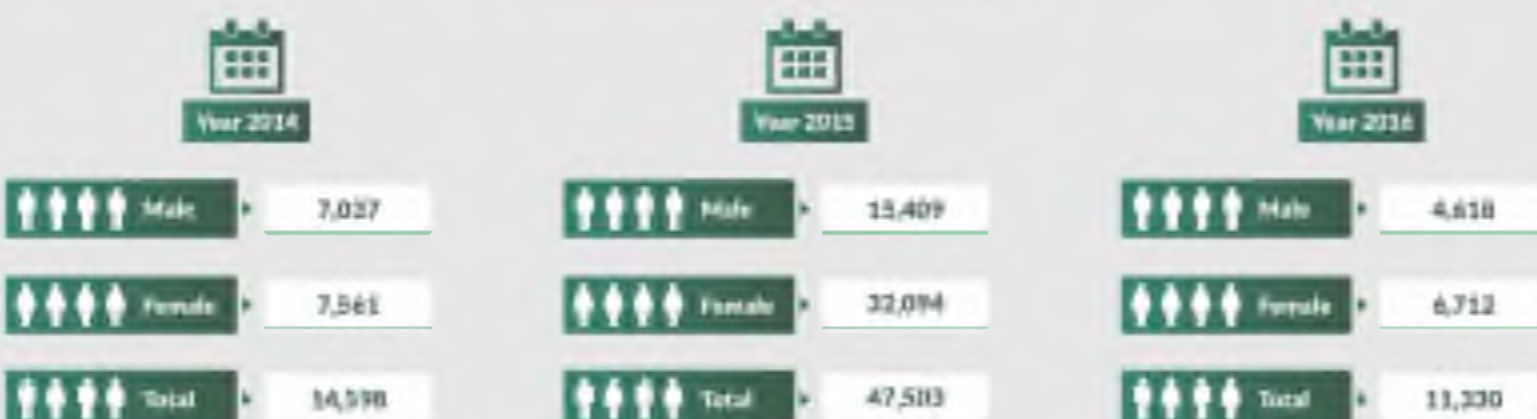 Year 2014
Male 7,037
Female 7,561
Total 14,598
Year 2015
Male 15,409
Female 32,094
Total 47,503
Year 2016
Male 4,618
Female 6,712
Total 11,330